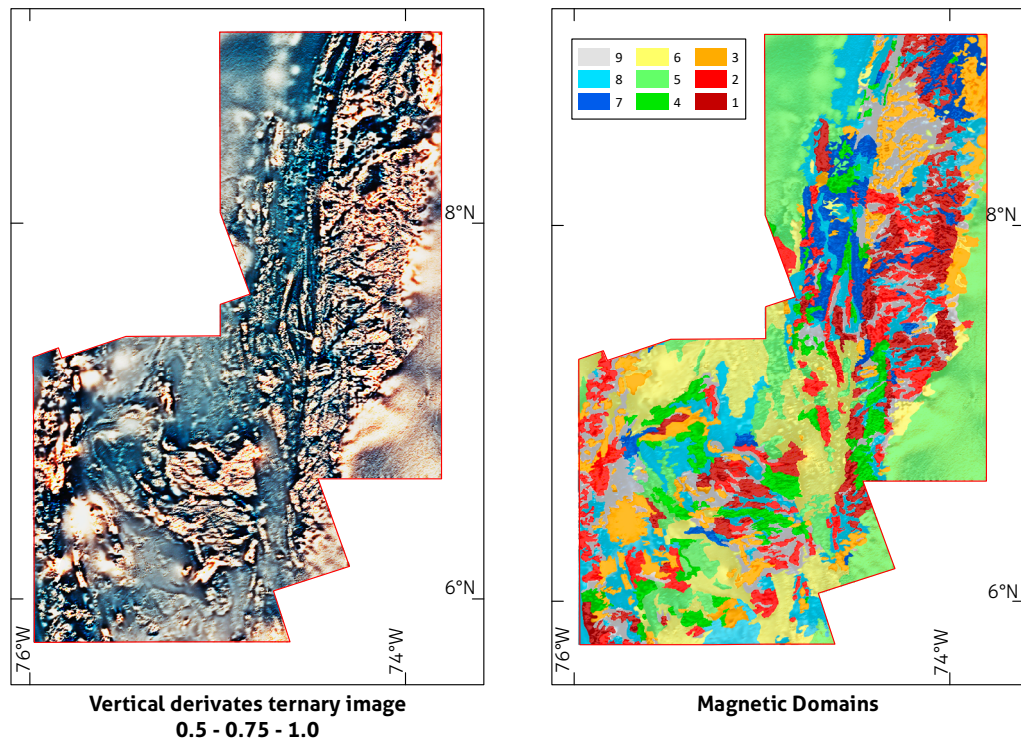 8°N
6°N
76°W
74°W
Vertical derivates ternary image
0.5 - 0.75 - 1.0
9 6 3
8 5 2
7 4 1
8°N
6°N
76°W
74°W
Magnetic Domains